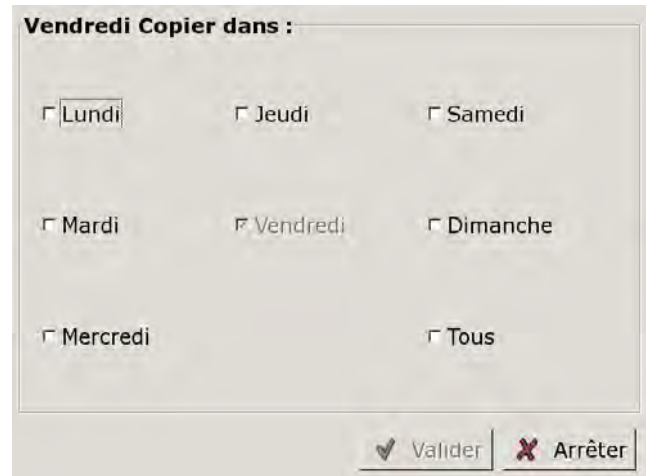 Vendredi Copier dans :
Lundi Jeudi Samedi
Mardi Vendredi Dimanche
Mercredi Tous
Valider Arrêter